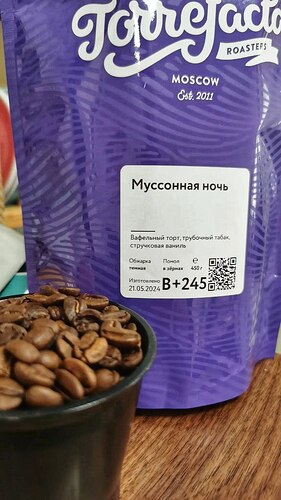 Torrefacto
ROASTERS
MOSCOW
Est. 2011
Муссонная ночь
Вафельный торт, трубочный табак,
стручковая ваниль
Обжарка Помол ℮
темная в зёрнах 450 г
Изготовлено
21.05.2024 B+245